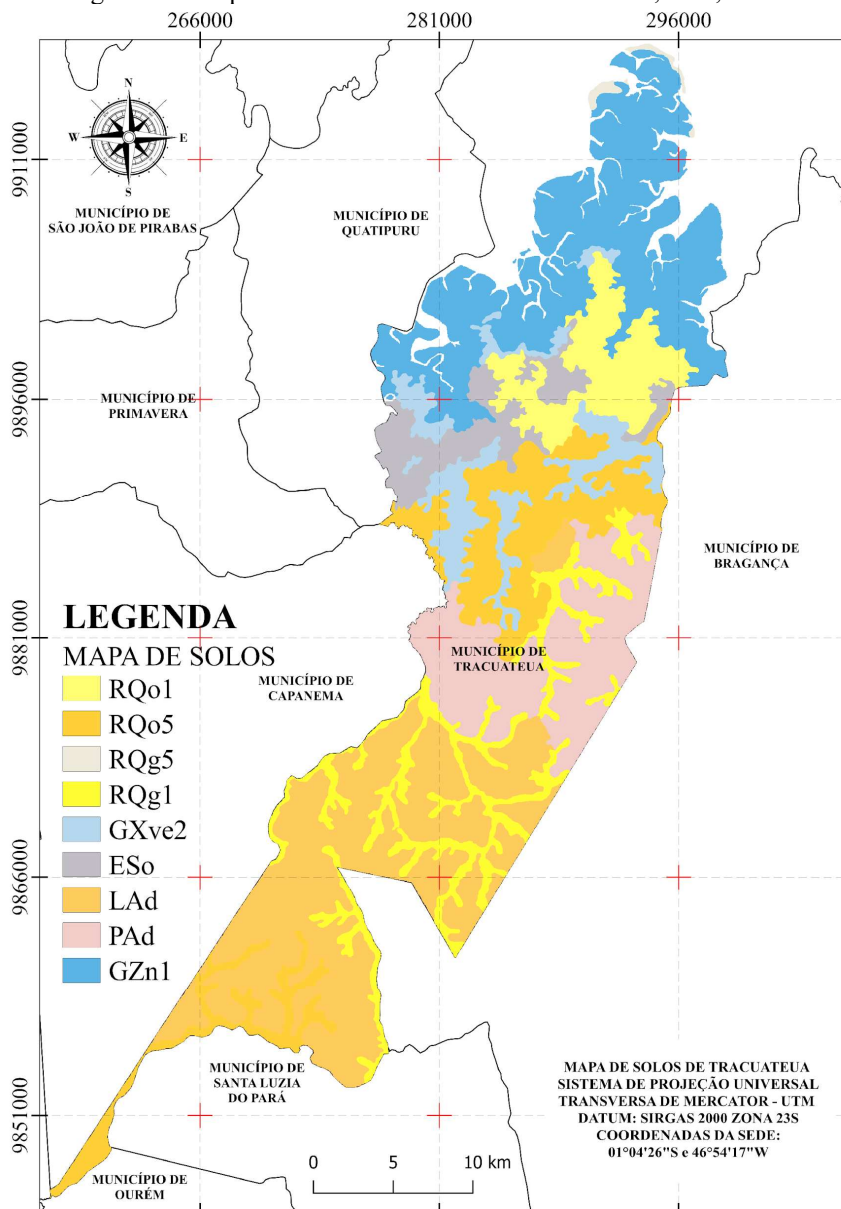 266000
281000
296000
9911000
9896000
9881000
9866000
9851000
N
W
E
S
MUNICÍPIO DE
SÃO JOÃO DE PIRABAS
MUNICÍPIO DE
QUATIPURU
MUNICÍPIO DE
PRIMAVERA
MUNICÍPIO DE
BRAGANÇA
MUNICÍPIO DE
TRACUATEUA
MUNICÍPIO DE
CAPANEMA
LEGENDA
MAPA DE SOLOS
RQo1
RQo5
RQg5
RQg1
GXve2
ESo
LAd
PAd
GZn1
MUNICÍPIO DE
SANTA LUZIA
DO PARÁ
MUNICÍPIO DE
OURÉM
0 5 10 km
MAPA DE SOLOS DE TRACUATEUA
SISTEMA DE PROJEÇÃO UNIVERSAL
TRANSVERSA DE MERCATOR - UTM
DATUM: SIRGAS 2000 ZONA 23S
COORDENADAS DA SEDE:
01°04'26"S e 46°54'17"W